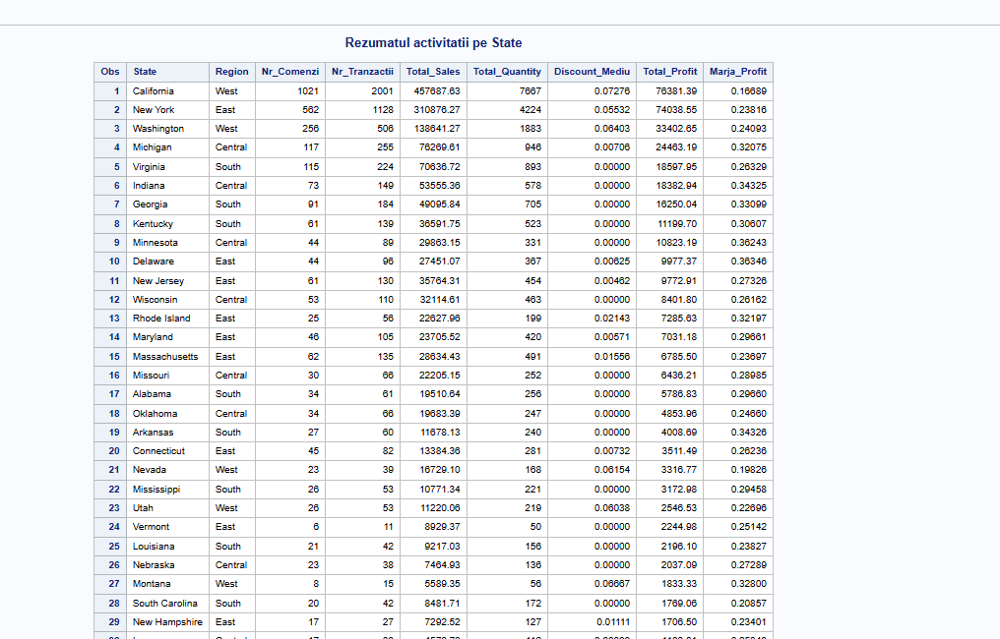 Rezumatul activitatii pe State
Obs State Region Nr_Comenzi Nr_Tranzactii Total_Sales Total_Quantity Discount_Mediu Total_Profit Marja_Profit
1 California West 1021 2001 457687.63 7667 0.07276 76381.39 0.16689
2 New York East 562 1128 310876.27 4224 0.05532 74038.55 0.23816
3 Washington West 256 506 138641.27 1883 0.06403 33402.65 0.24093
4 Michigan Central 117 255 76269.61 946 0.00706 24463.19 0.32075
5 Virginia South 115 224 70636.72 893 0.00000 18597.95 0.26329
6 Indiana Central 73 149 53555.36 578 0.00000 18382.94 0.34325
7 Georgia South 91 184 49095.84 705 0.00000 16250.04 0.33099
8 Kentucky South 61 139 36591.75 523 0.00000 11199.70 0.30607
9 Minnesota Central 44 89 29863.15 331 0.00000 10823.19 0.36243
10 Delaware East 44 96 27451.07 367 0.00625 9977.37 0.36346
11 New Jersey East 61 130 35764.31 454 0.00462 9772.91 0.27326
12 Wisconsin Central 53 110 32114.61 463 0.00000 8401.80 0.26162
13 Rhode Island East 25 56 22627.96 199 0.02143 7285.63 0.32197
14 Maryland East 46 105 23705.52 420 0.00571 7031.18 0.29661
15 Massachusetts East 62 135 28634.43 491 0.01556 6785.50 0.23697
16 Missouri Central 30 66 22205.15 252 0.00000 6436.21 0.28985
17 Alabama South 34 61 19510.64 256 0.00000 5786.83 0.29660
18 Oklahoma Central 34 66 19683.39 247 0.00000 4853.96 0.24660
19 Arkansas South 27 60 11678.13 240 0.00000 4008.69 0.34326
20 Connecticut East 45 82 13384.36 281 0.00732 3511.49 0.26236
21 Nevada West 23 39 16729.10 168 0.06154 3316.77 0.19826
22 Mississippi South 26 53 10771.34 221 0.00000 3172.98 0.29458
23 Utah West 26 53 11220.06 219 0.06038 2546.53 0.22696
24 Vermont East 6 11 8929.37 50 0.00000 2244.98 0.25142
25 Louisiana South 21 42 9217.03 156 0.00000 2196.10 0.23827
26 Nebraska Central 23 38 7464.93 136 0.00000 2037.09 0.27289
27 Montana West 8 15 5589.35 56 0.06667 1833.33 0.32800
28 South Carolina South 20 42 8481.71 172 0.00000 1769.06 0.20857
29 New Hampshire East 17 27 7292.52 127 0.01111 1706.50 0.23401